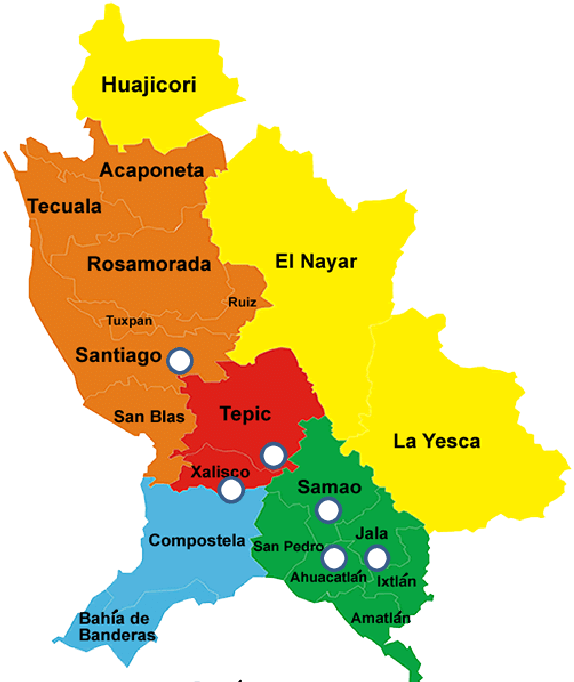 Huajicori
Acaponeta
Tecuala
Rosamorada
El Nayar
Ruiz
Tuxpan
Santiago
San Blas
Tepic
La Yesca
Xalisco
Samao
Jala
Compostela
San Pedro
Ahuacatlán
Ixtlán
Bahía de
Banderas
Amatlán